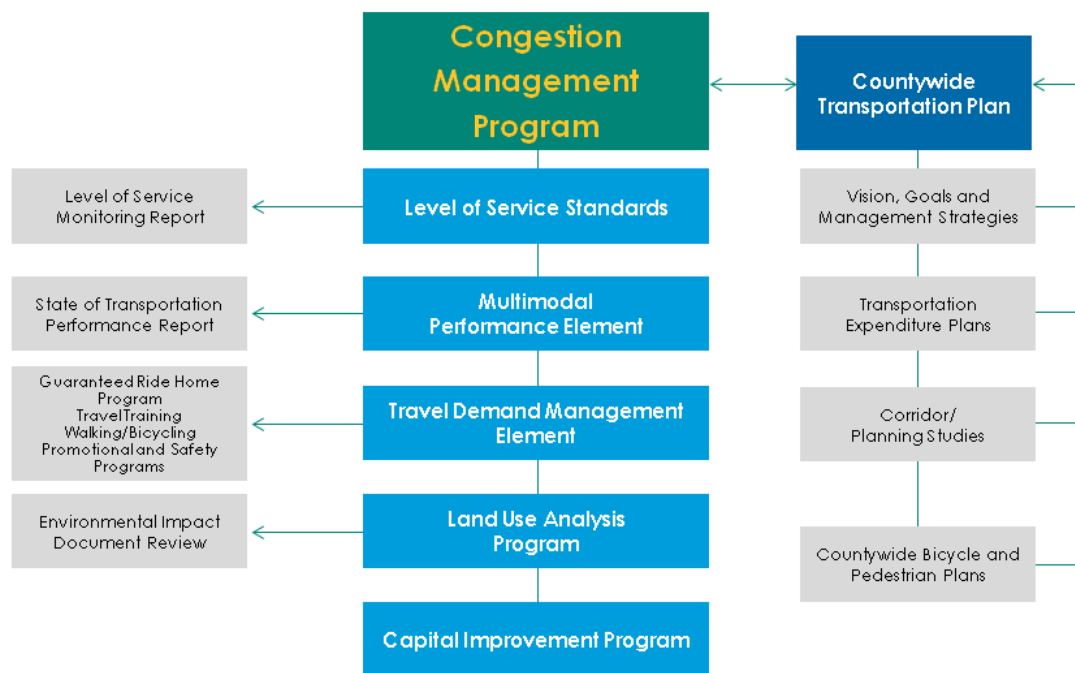 Congestion
Management
Program
Countywide
Transportation Plan
Level of Service
Monitoring Report
Level of Service Standards
Vision, Goals and
Management Strategies
State of Transportation
Performance Report
Multimodal
Performance Element
Transportation
Expenditure Plans
Guaranteed Ride Home
Program
Travel Training
Walking/Bicycling
Promotional and Safety
Programs
Travel Demand Management
Element
Corridor/
Planning Studies
Environmental Impact
Document Review
Land Use Analysis
Program
Countywide Bicycle and
Pedestrian Plans
Capital Improvement Program